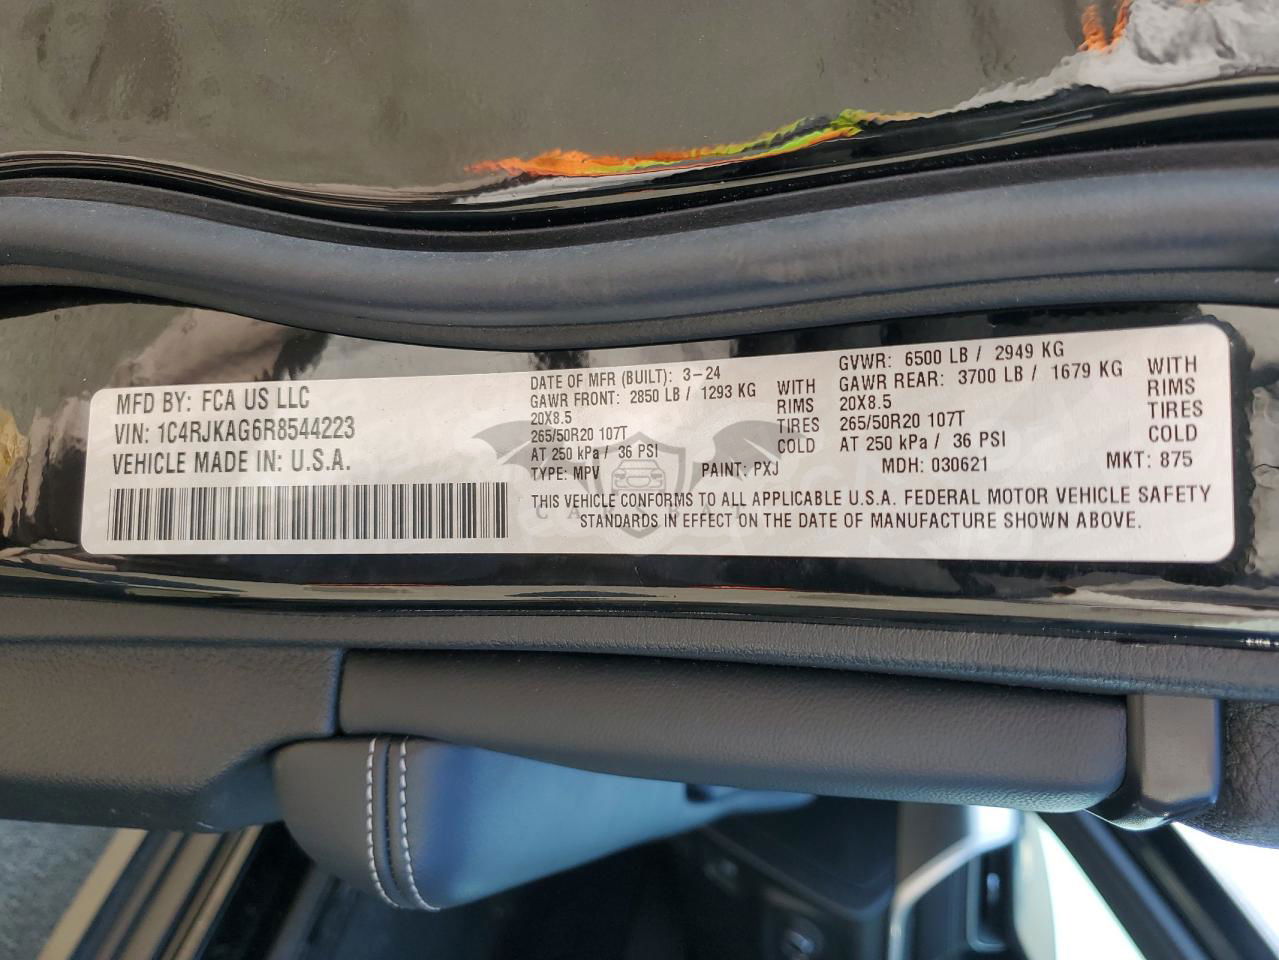 MFD BY: FCA US LLC
VIN: 1C4RJKAG6R8544223
VEHICLE MADE IN: U.S.A.
DATE OF MFR (BUILT): 3-24
GAWR FRONT: 2850 LB / 1293 KG WITH
20X8.5 RIMS
265/50R20 107T TIRES
AT 250 kPa / 36 PSI COLD
TYPE: MPV PAINT: PXJ
GVWR: 6500 LB / 2949 KG
GAWR REAR: 3700 LB / 1679 KG WITH
20X8.5 RIMS
265/50R20 107T TIRES
AT 250 kPa / 36 PSI COLD
MDH: 030621 MKT: 875
THIS VEHICLE CONFORMS TO ALL APPLICABLE U.S.A. FEDERAL MOTOR VEHICLE SAFETY
STANDARDS IN EFFECT ON THE DATE OF MANUFACTURE SHOWN ABOVE.